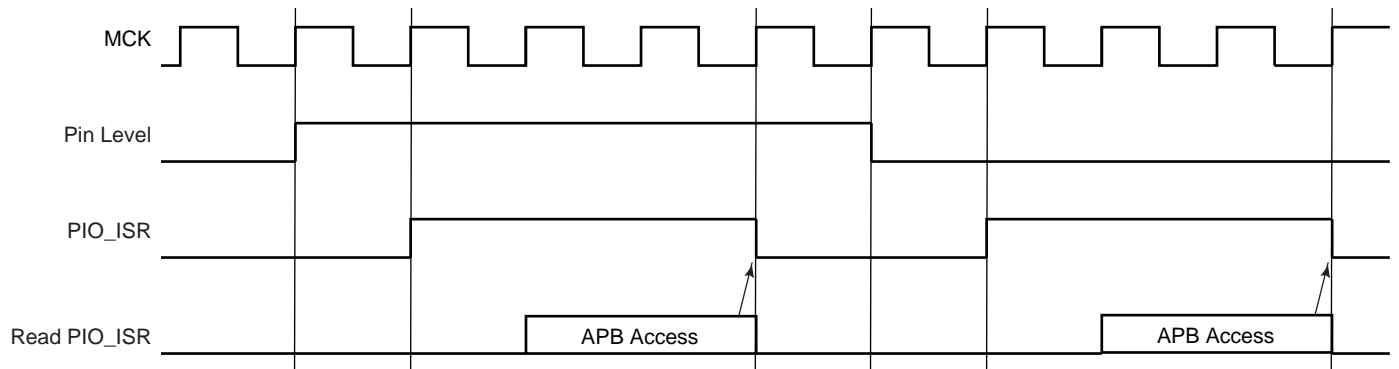 MCK
Pin Level
PIO_ISR
Read PIO_ISR
APB Access
APB Access